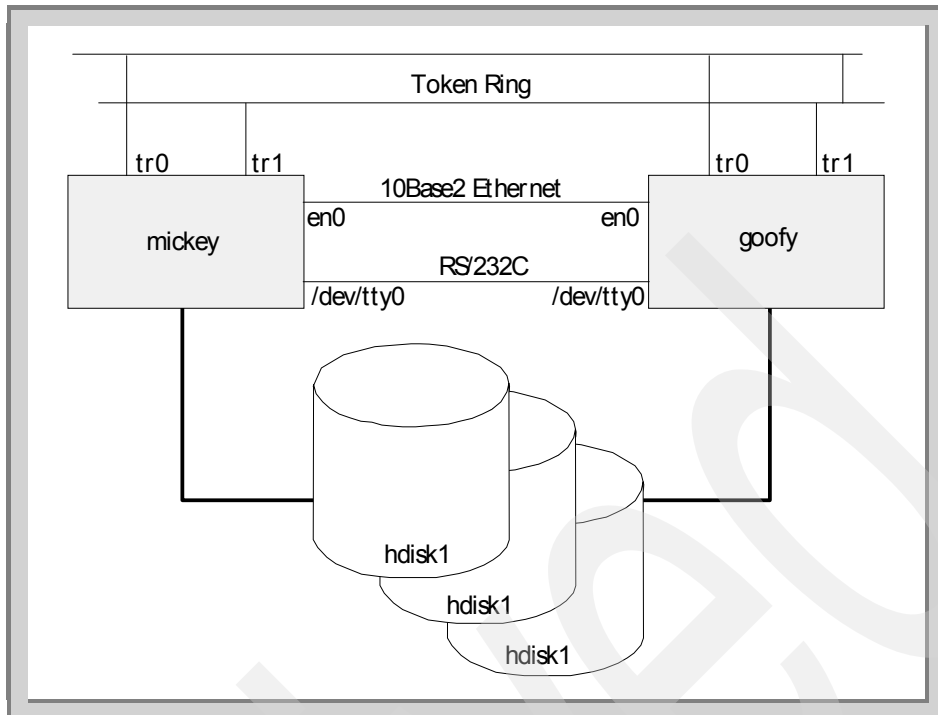 Token Ring
tr0 tr1 tr0 tr1
10Base2 Ethernet
en0 en0
mickey goofy
RS/232C
/dev/tty0 /dev/tty0
hdisk1
hdisk1
hdisk1